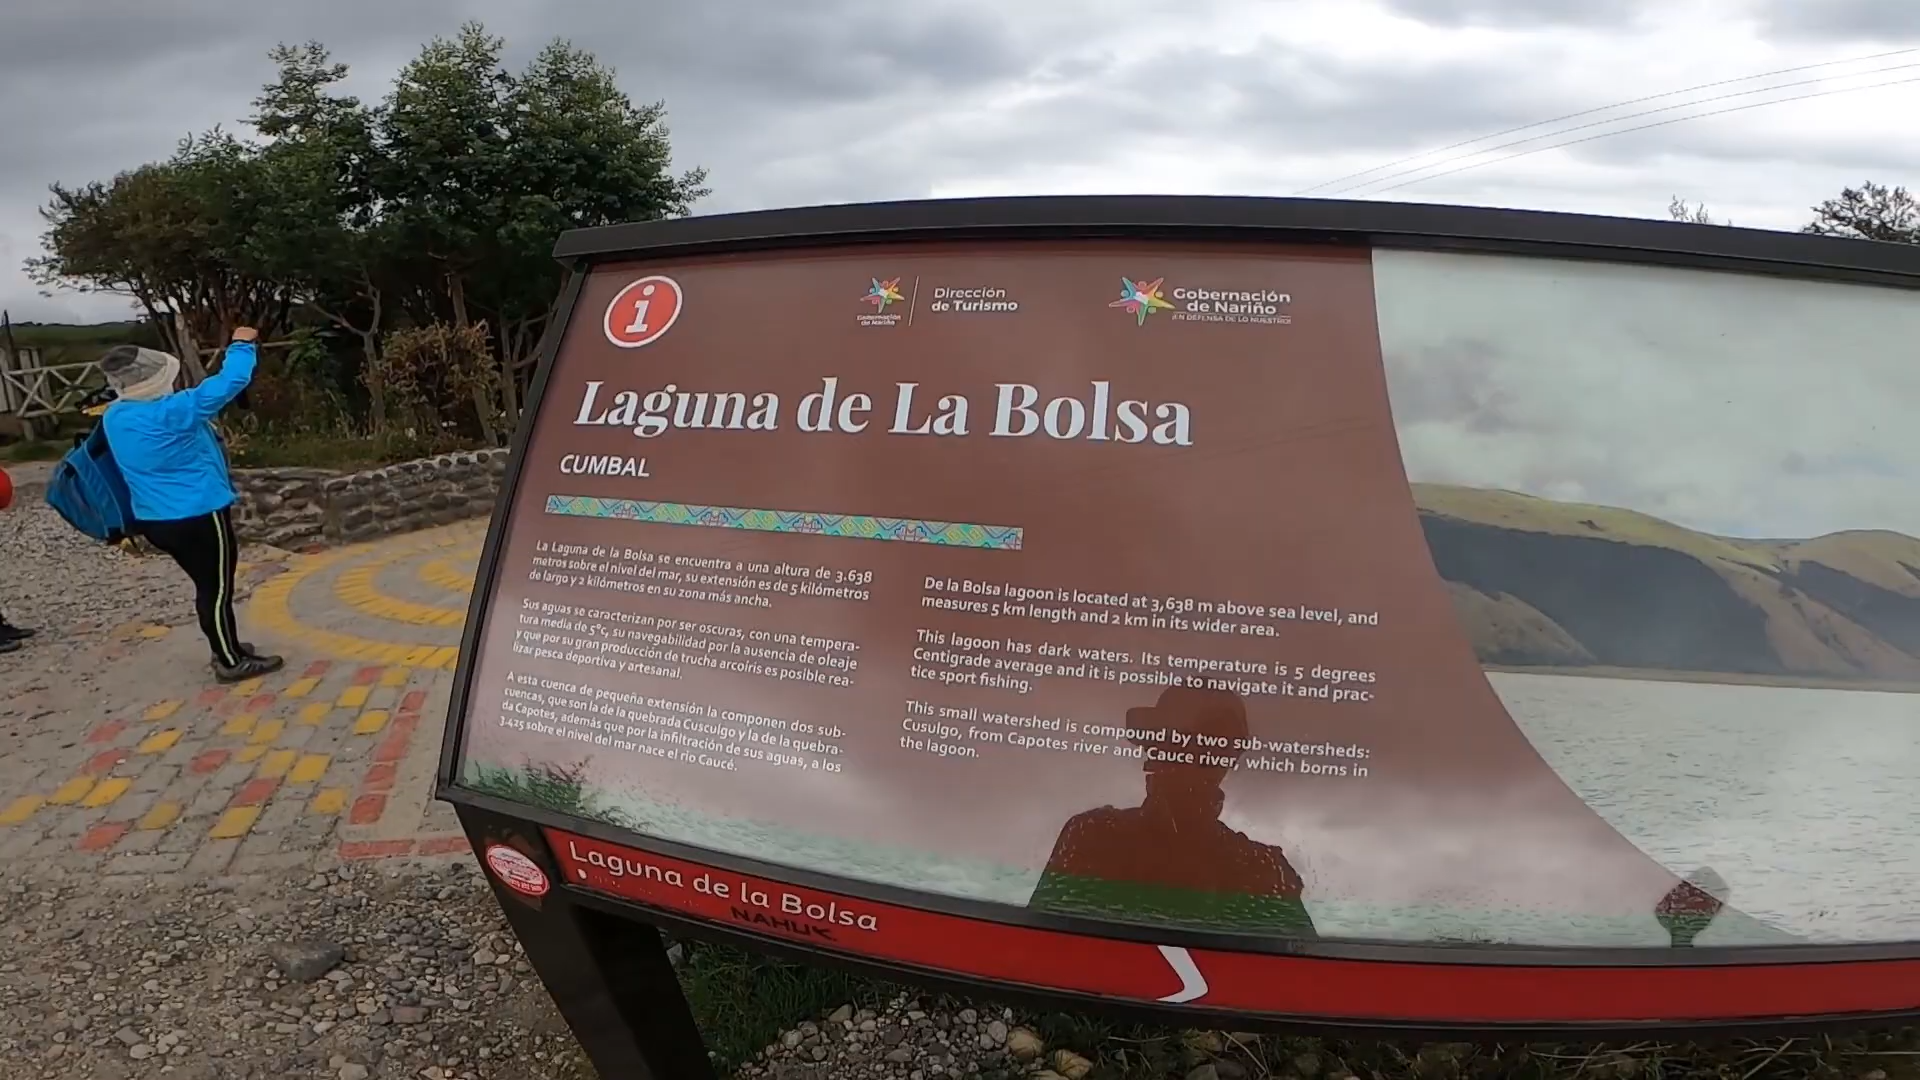 i
Gobernación
de Nariño
Dirección
de Turismo
Gobernación
de Nariño
¡EN DEFENSA DE LO NUESTRO!
Laguna de La Bolsa
CUMBAL
La Laguna de la Bolsa se encuentra a una altura de 3.638
metros sobre el nivel del mar, su extensión es de 5 kilómetros
de largo y 2 kilómetros en su zona más ancha.
Sus aguas se caracterizan por ser oscuras, con una tempera-
tura media de 5°c, su navegabilidad por la ausencia de oleaje
y que por su gran producción de trucha arcoíris es posible rea-
lizar pesca deportiva y artesanal.
A esta cuenca de pequeña extensión la componen dos sub-
cuencas, que son la de la quebrada Cusculgo y la de la quebra-
da Capotes, además que por la infiltración de sus aguas, a los
3.425 sobre el nivel del mar nace el rio Caucé.
De la Bolsa lagoon is located at 3,638 m above sea level, and
measures 5 km length and 2 km in its wider area.
This lagoon has dark waters. Its temperature is 5 degrees
Centigrade average and it is possible to navigate it and prac-
tice sport fishing.
This small watershed is compound by two sub-watersheds:
Cusulgo, from Capotes river and Cauce river, which borns in
the lagoon.
Laguna de la Bolsa
NAHUK